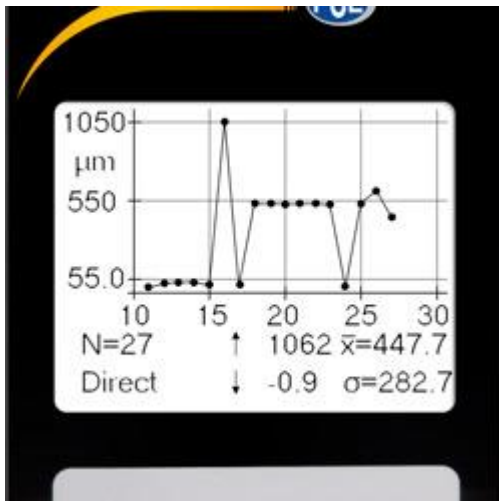 PCE
1050
µm
550
55.0
10 15 20 25 30
N=27 ↑ 1062 x̄=447.7
Direct ↓ -0.9 σ=282.7